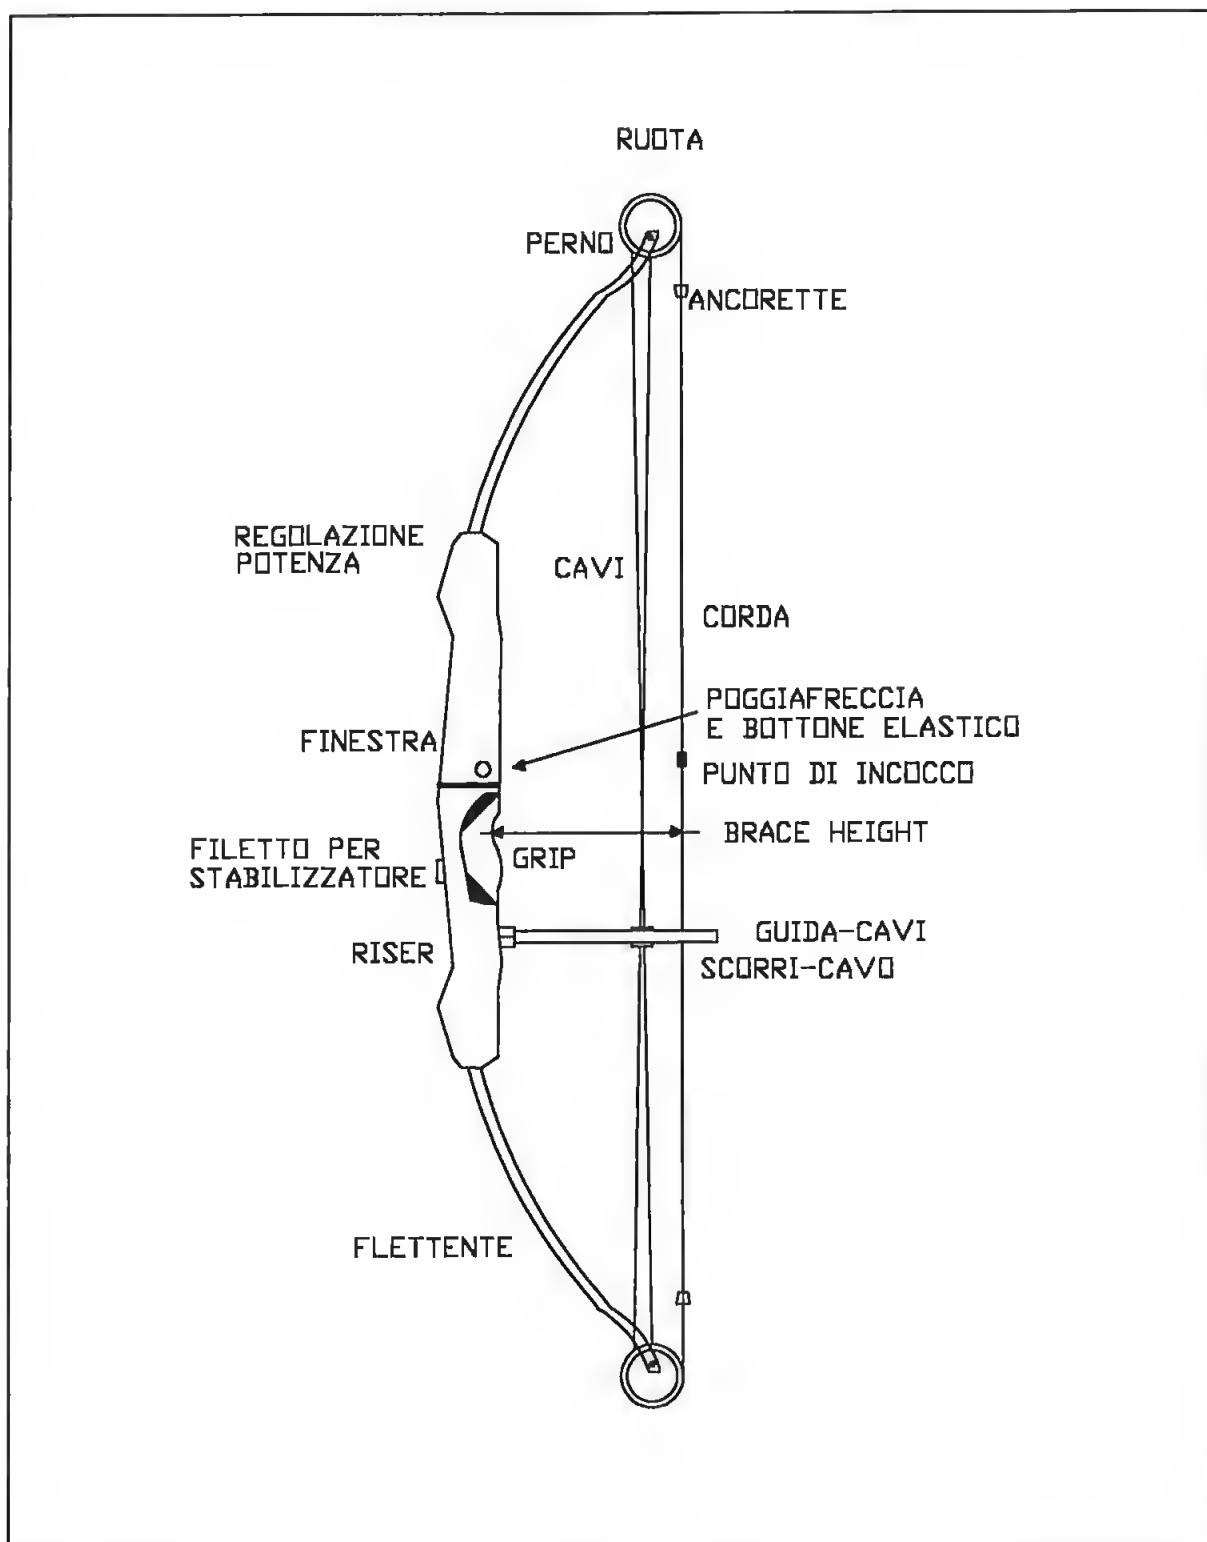 RUOTA
PERNO
ANCORETTE
REGOLAZIONE
POTENZA
CAVI
CORDA
POGGIAFRECCIA
E BOTTONE ELASTICO
FINESTRA
PUNTO DI INCOCCO
BRACE HEIGHT
FILETTO PER
STABILIZZATORE
GRIP
GUIDA-CAVI
RISER
SCORRI-CAVO
FLETTENTE